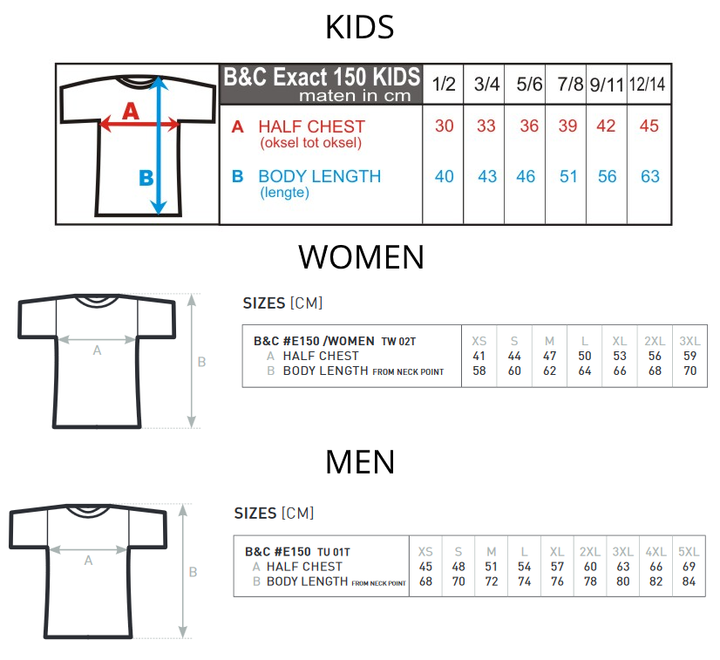 KIDS
B&C Exact 150 KIDS 1/2 3/4 5/6 7/8 9/11 12/14
maten in cm
A HALF CHEST 30 33 36 39 42 45
(oksel tot oksel)
B BODY LENGTH 40 43 46 51 56 63
(lengte)
A
B
WOMEN
SIZES [CM]
B&C #E150 /WOMEN TW 02T XS S M L XL 2XL 3XL
A HALF CHEST 41 44 47 50 53 56 59
B BODY LENGTH FROM NECK POINT 58 60 62 64 66 68 70
A
B
MEN
SIZES [CM]
B&C #E150 TU 01T XS S M L XL 2XL 3XL 4XL 5XL
A HALF CHEST 45 48 51 54 57 60 63 66 69
B BODY LENGTH FROM NECK POINT 68 70 72 74 76 78 80 82 84
A
B